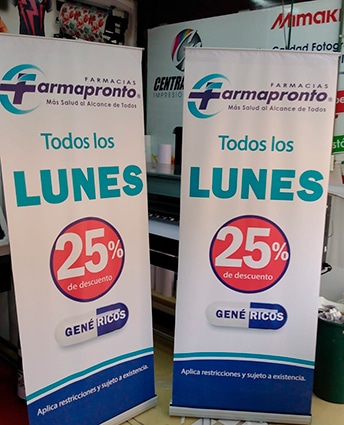 FARMACIAS
Farmapronto®
Más Salud al Alcance de Todos
Todos los
LUNES
25%
de descuento
GENÉRICOS
Aplica restricciones y sujeto a existencia.
FARMACIAS
Farmapronto®
Más Salud al Alcance de Todos
Todos los
LUNES
25%
de descuento
GENÉRICOS
Aplica restricciones y sujeto a existencia.
MIMAKI
CENTRA